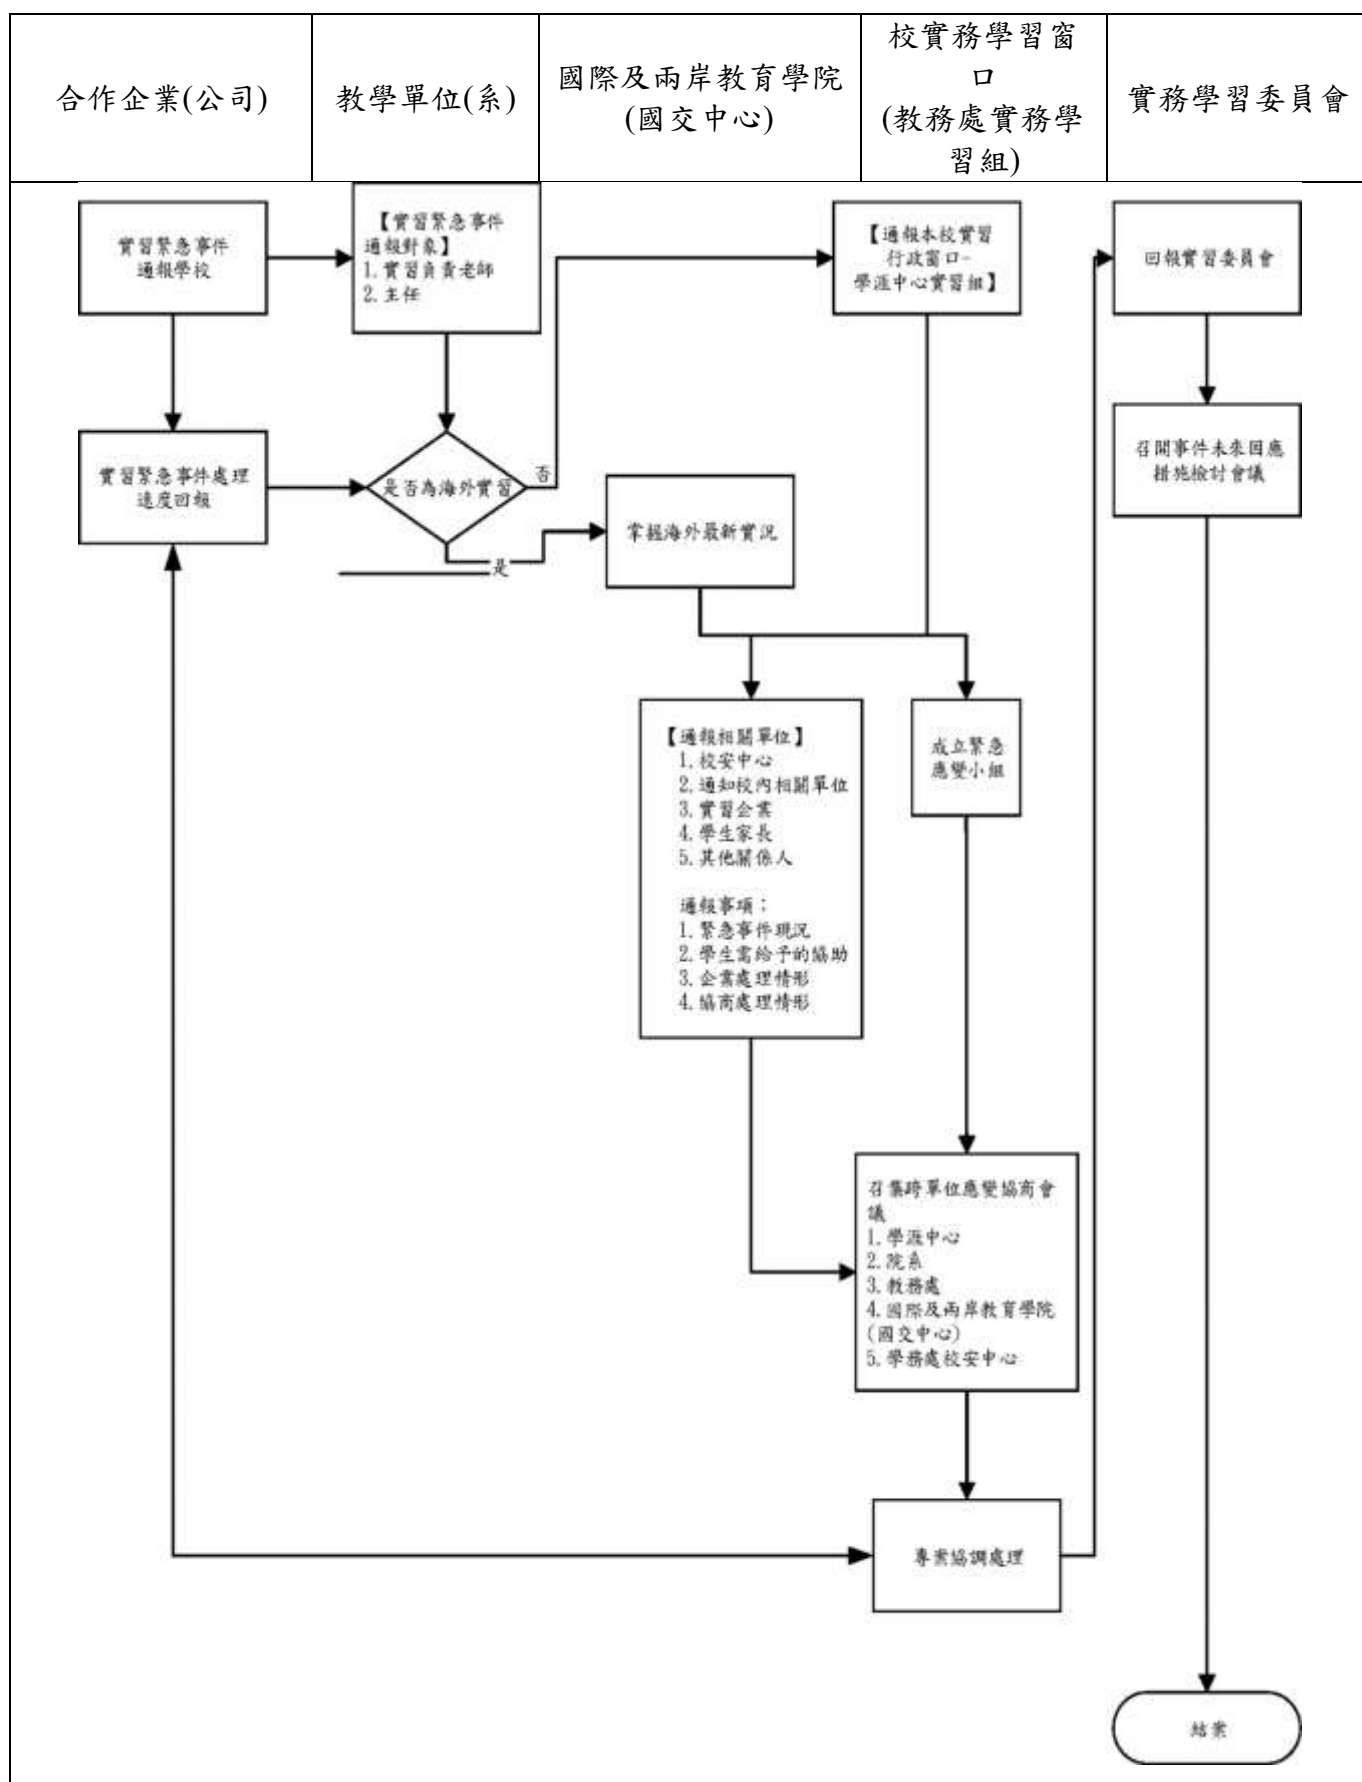 合作企業(公司)
教學單位(系)
國際及兩岸教育學院
(國交中心)
校實務學習窗
口
(教務處實務學
習組)
實務學習委員會
實習緊急事件
通報學校
【實習緊急事件
通報對象】
1.實習負責老師
2.主任
【通報本校實習
行政窗口-
學涯中心實習組】
回報實習委員會
實習緊急事件處理
速度回報
是否為海外實習
否
是
掌握海外最新實況
召開事件未來因應
措施檢討會議
【通報相關單位】
1.校安中心
2.通知校內相關單位
3.實習企業
4.學生家長
5.其他關係人
通報事項：
1.緊急事件現況
2.學生需給予的協助
3.企業處理情形
4.協商處理情形
成立緊急
應變小組
召集跨單位應變協商會
議
1.學涯中心
2.院系
3.教務處
4.國際及兩岸教育學院
(國交中心)
5.學務處校安中心
專案協調處理
結案